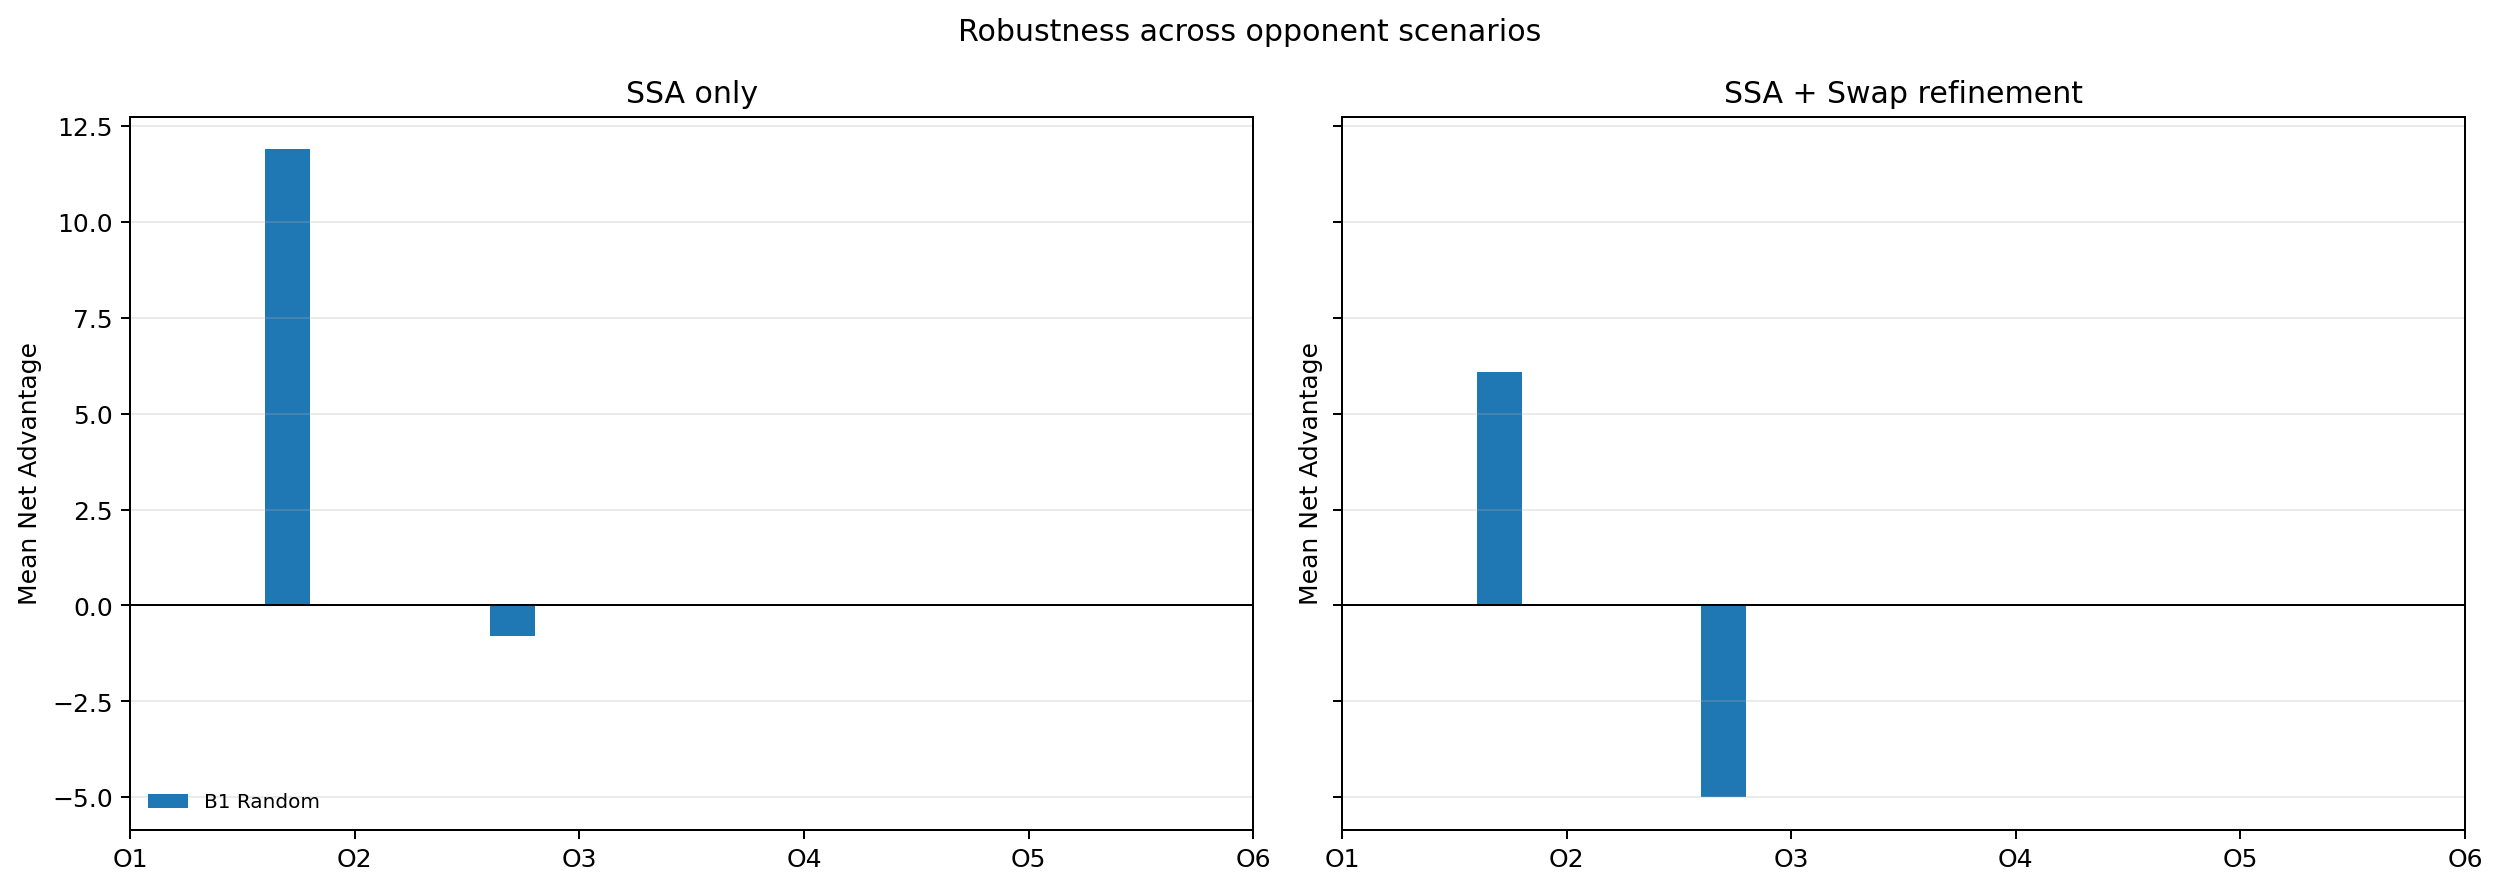 Robustness across opponent scenarios
SSA only
Mean Net Advantage
12.5
10.0
7.5
5.0
2.5
0.0
−2.5
−5.0
B1 Random
O1
O2
O3
O4
O5
O6
SSA + Swap refinement
Mean Net Advantage
O1
O2
O3
O4
O5
O6